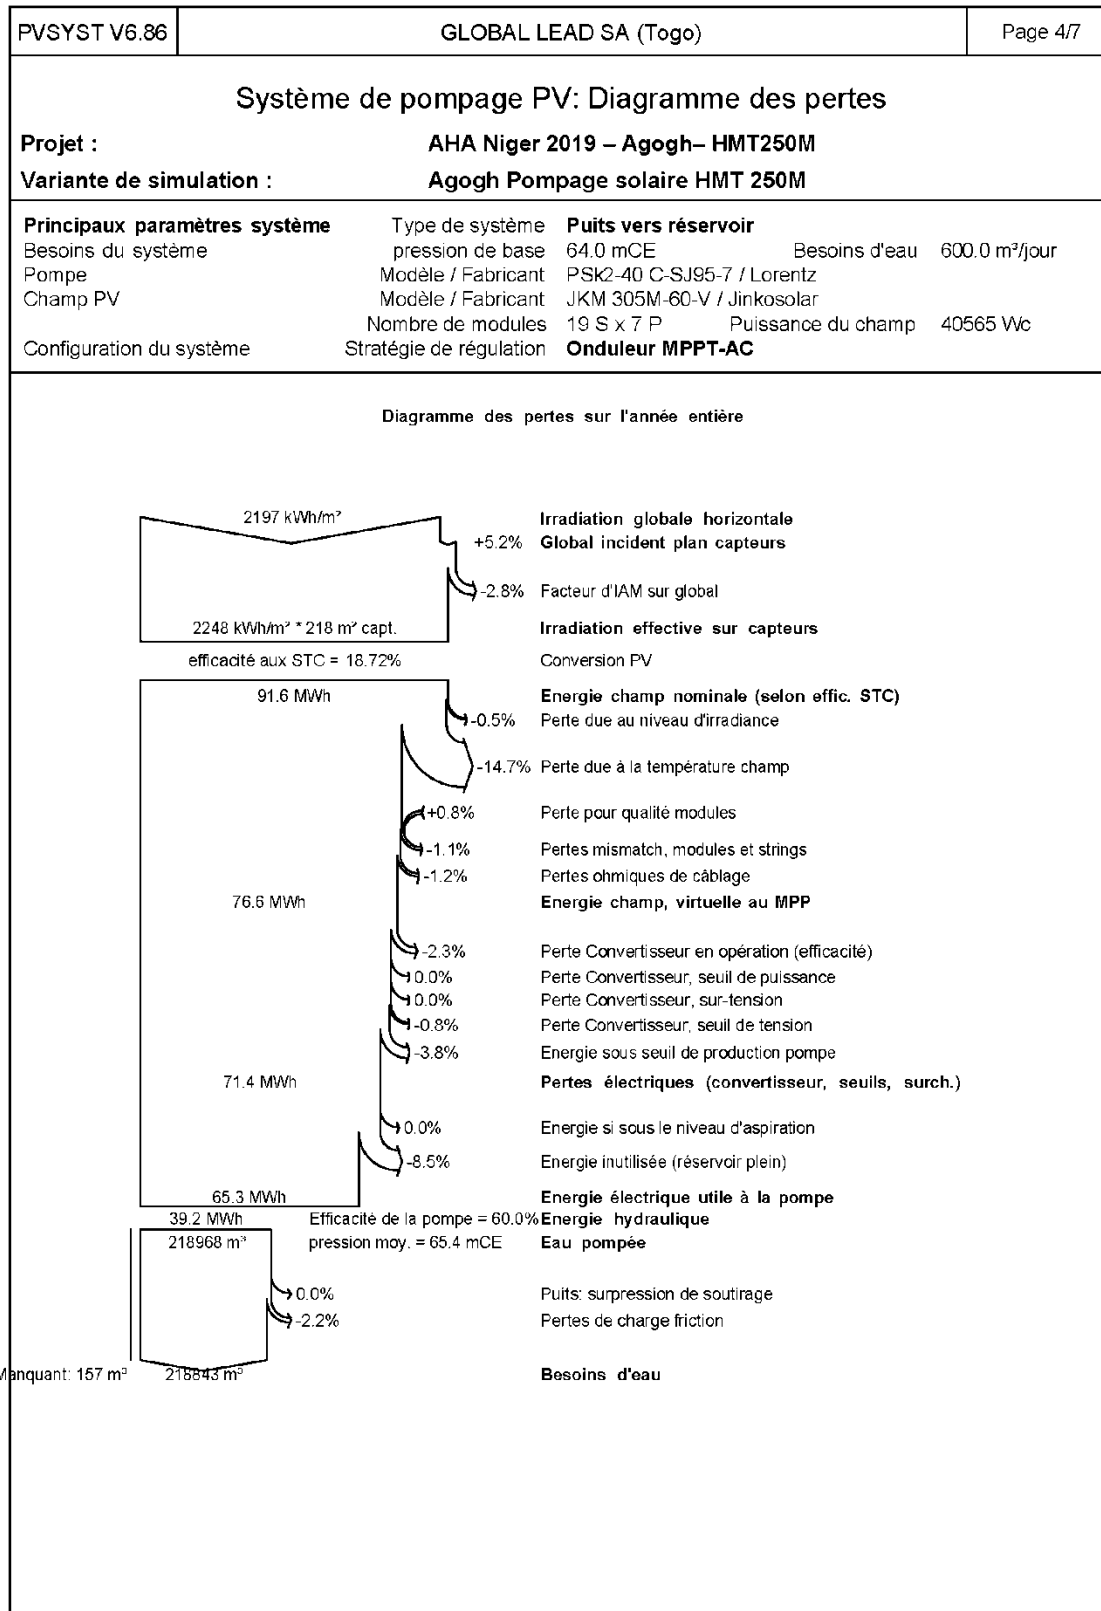 PVSYST V6.86 GLOBAL LEAD SA (Togo) Page 4/7
Système de pompage PV: Diagramme des pertes
Projet : AHA Niger 2019 – Agogh– HMT250M
Variante de simulation : Agogh Pompage solaire HMT 250M
Principaux paramètres système Type de système Puits vers réservoir
Besoins du système pression de base 64.0 mCE Besoins d'eau 600.0 m³/jour
Pompe Modèle / Fabricant PSk2-40 C-SJ95-7 / Lorentz
Champ PV Modèle / Fabricant JKM 305M-60-V / Jinkosolar
Nombre de modules 19 S x 7 P Puissance du champ 40565 Wc
Configuration du système Stratégie de régulation Onduleur MPPT-AC
Diagramme des pertes sur l'année entière
2197 kWh/m² Irradiation globale horizontale
+5.2% Global incident plan capteurs
-2.8% Facteur d'IAM sur global
2248 kWh/m² * 218 m² capt. Irradiation effective sur capteurs
efficacité aux STC = 18.72% Conversion PV
91.6 MWh Energie champ nominale (selon effic. STC)
-0.5% Perte due au niveau d'irradiance
-14.7% Perte due à la température champ
+0.8% Perte pour qualité modules
-1.1% Pertes mismatch, modules et strings
-1.2% Pertes ohmiques de câblage
76.6 MWh Energie champ, virtuelle au MPP
-2.3% Perte Convertisseur en opération (efficacité)
0.0% Perte Convertisseur, seuil de puissance
0.0% Perte Convertisseur, sur-tension
-0.8% Perte Convertisseur, seuil de tension
-3.8% Energie sous seuil de production pompe
71.4 MWh Pertes électriques (convertisseur, seuils, surch.)
0.0% Energie si sous le niveau d'aspiration
-8.5% Energie inutilisée (réservoir plein)
65.3 MWh Energie électrique utile à la pompe
39.2 MWh Efficacité de la pompe = 60.0% Energie hydraulique
218968 m³ pression moy. = 65.4 mCE Eau pompée
0.0% Puits: surpression de soutirage
-2.2% Pertes de charge friction
Manquant: 157 m³ 218843 m³ Besoins d'eau